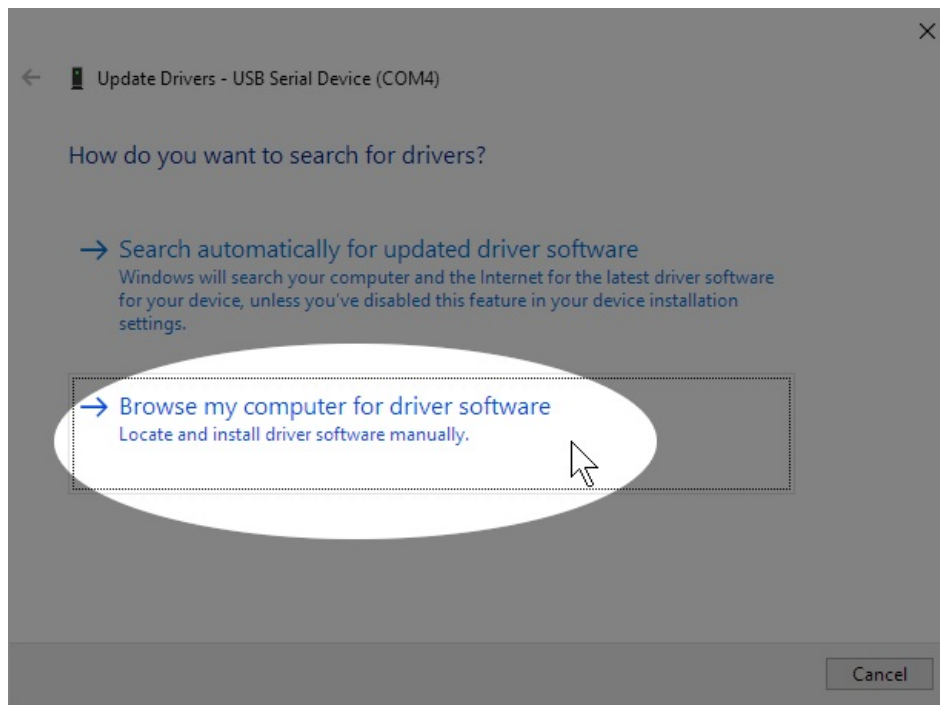 Update Drivers - USB Serial Device (COM4)
How do you want to search for drivers?
Search automatically for updated driver software
Windows will search your computer and the Internet for the latest driver software
for your device, unless you've disabled this feature in your device installation
settings.
Browse my computer for driver software
Locate and install driver software manually.
Cancel